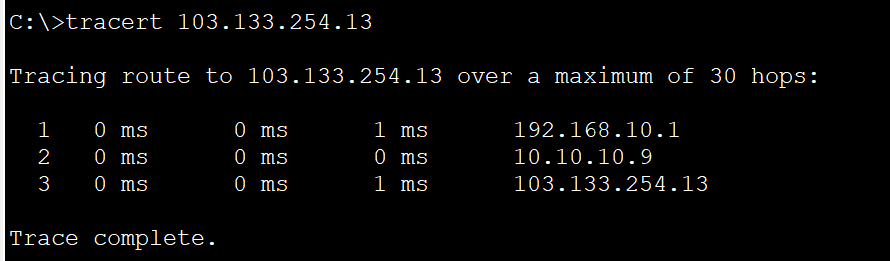 C:\>tracert 103.133.254.13
Tracing route to 103.133.254.13 over a maximum of 30 hops:
1 0 ms 0 ms 1 ms 192.168.10.1
2 0 ms 0 ms 0 ms 10.10.10.9
3 0 ms 0 ms 1 ms 103.133.254.13
Trace complete.